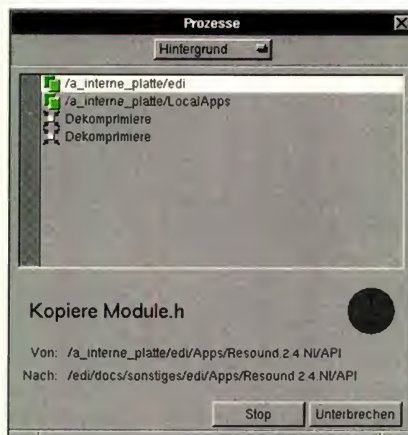 Prozesse
Hintergrund
/a_interne_platte/edi
/a_interne_platte/LocalApps
Dekomprimiere
Dekomprimiere
Kopiere Module.h
Von: /a_interne_platte/edi/Apps/Resound.2.4.NI/API
Nach: /edi/docs/sonstiges/edi/Apps/Resound.2.4.NI/API
Stop Unterbrechen